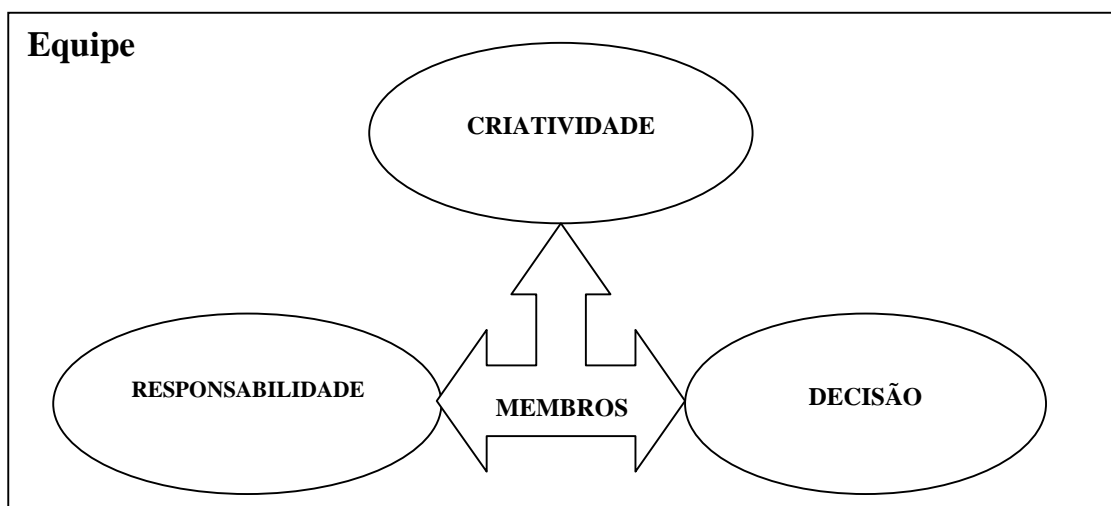 Equipe
CRIATIVIDADE
RESPONSABILIDADE
MEMBROS
DECISÃO